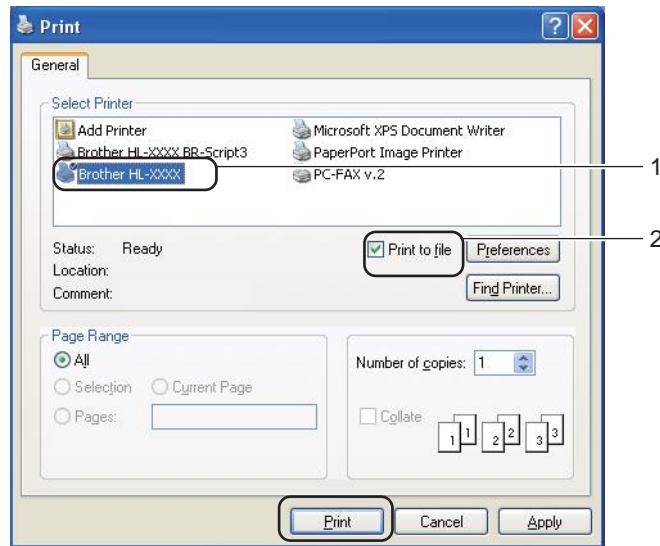 Print
General
Select Printer
Add Printer
Microsoft XPS Document Writer
Brother HL-XXXX BR-Script3
PaperPort Image Printer
Brother HL-XXXX
PC-FAX v.2
1
2
Status: Ready
Print to file
Preferences
Location:
Comment:
Find Printer...
Page Range
All
Number of copies: 1
Selection
Current Page
Pages:
Collate
1 1 2 2 3 3
Print
Cancel
Apply